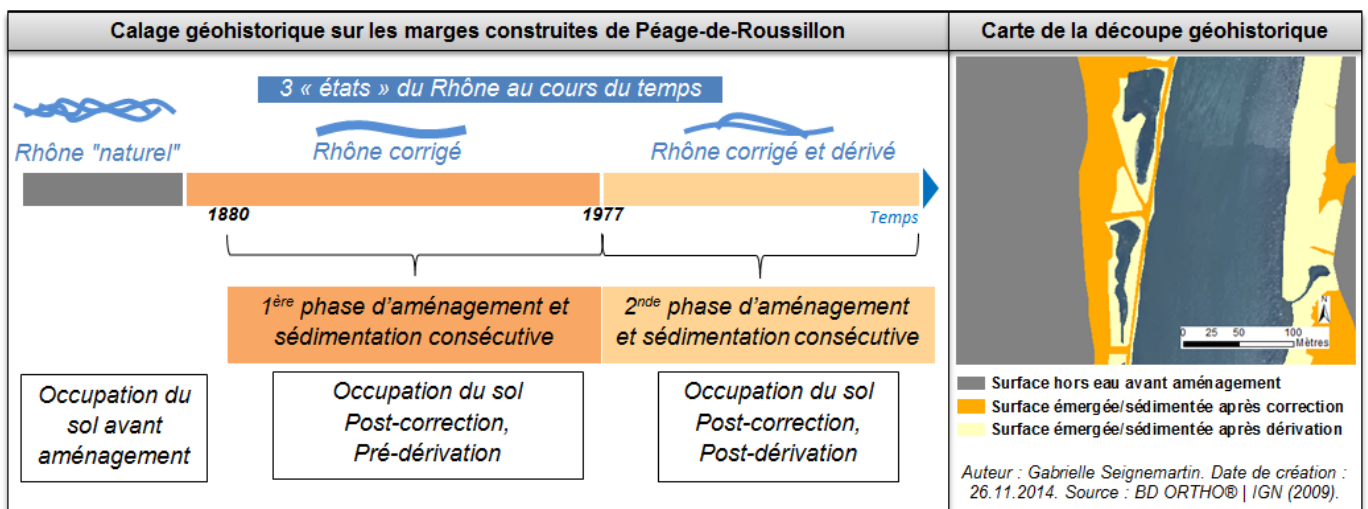 Calage géohistorique sur les marges construites de Péage-de-Roussillon
3 « états » du Rhône au cours du temps
Rhône "naturel"
Rhône corrigé
Rhône corrigé et dérivé
1880
1977
Temps
1ère phase d'aménagement et
sédimentation consécutive
2nde phase d'aménagement
et sédimentation consécutive
Occupation du
sol avant
aménagement
Occupation du sol
Post-correction,
Pré-dérivation
Occupation du sol
Post-correction,
Post-dérivation
Carte de la découpe géohistorique
N
0 25 50 100
Mètres
Surface hors eau avant aménagement
Surface émergée/sédimentée après correction
Surface émergée/sédimentée après dérivation
Auteur : Gabrielle Seignemartin. Date de création :
26.11.2014. Source : BD ORTHO® | IGN (2009).